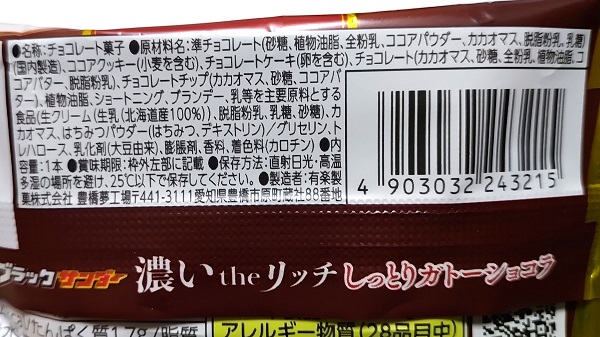 ●名称:チョコレート菓子 ●原材料名:準チョコレート(砂糖、植物油脂、全粉乳、ココアパウダー、カカオマス、脱脂粉乳、乳糖)
(国内製造)、ココアクッキー(小麦を含む)、チョコレートケーキ(卵を含む)、チョコレート(カカオマス、砂糖、全粉乳、植物油脂、コ
コアバター、脱脂粉乳)、チョコレートチップ(カカオマス、砂糖、ココアバ
ター)、植物油脂、ショートニング、ブランデー、乳等を主要原料とする
食品(生クリーム(生乳(北海道産100%))、脱脂粉乳、乳糖、砂糖)、カ
カオマス、はちみつパウダー(はちみつ、デキストリン)/グリセリン、ト
レハロース、乳化剤(大豆由来)、膨脹剤、香料、着色料(カロチン) ●内
容量:1本 ●賞味期限:枠外左部に記載 ●保存方法:直射日光・高温
多湿の場所を避け、25℃以下で保存してください。 ●製造者:有楽製
菓株式会社 豊橋夢工場〒441-3111愛知県豊橋市原町蔵社88番地
4 903032 243215
ブラックサンダー 濃いtheリッチ しっとりガトーショコラ
たんぱく質1.7g/脂質
アレルギー物質(28品目中)